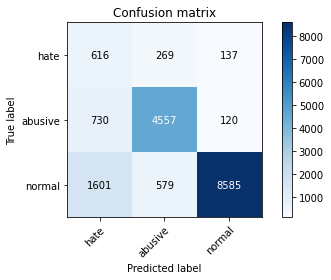 Confusion matrix
hate 616 269 137
abusive 730 4557 120
normal 1601 579 8585
hate abusive normal
True label
Predicted label
8000
7000
6000
5000
4000
3000
2000
1000